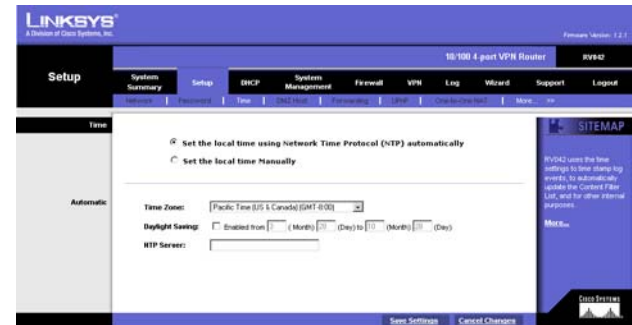 LINKSYS®
A Division of Cisco Systems, Inc.
Firmware Version: 1.2.1
10/100 4-port VPN Router RV042
Setup
System Summary | Setup | DHCP | System Management | Firewall | VPN | Log | Wizard | Support | Logout
Network | Password | Time | DMZ Host | Forwarding | UPnP | One-to-One NAT | More... >>
Time
SITEMAP
Set the local time using Network Time Protocol (NTP) automatically
Set the local time Manually
RV042 uses the time
settings to time stamp log
events, to automatically
update the Content Filter
List, and for other internal
purposes.
More...
Automatic
Time Zone: Pacific Time (US & Canada) (GMT-8:00)
Daylight Saving: Enabled from 3 (Month) (Day) to 10 (Month) (Day)
NTP Server:
CISCO SYSTEMS
Save Settings Cancel Changes